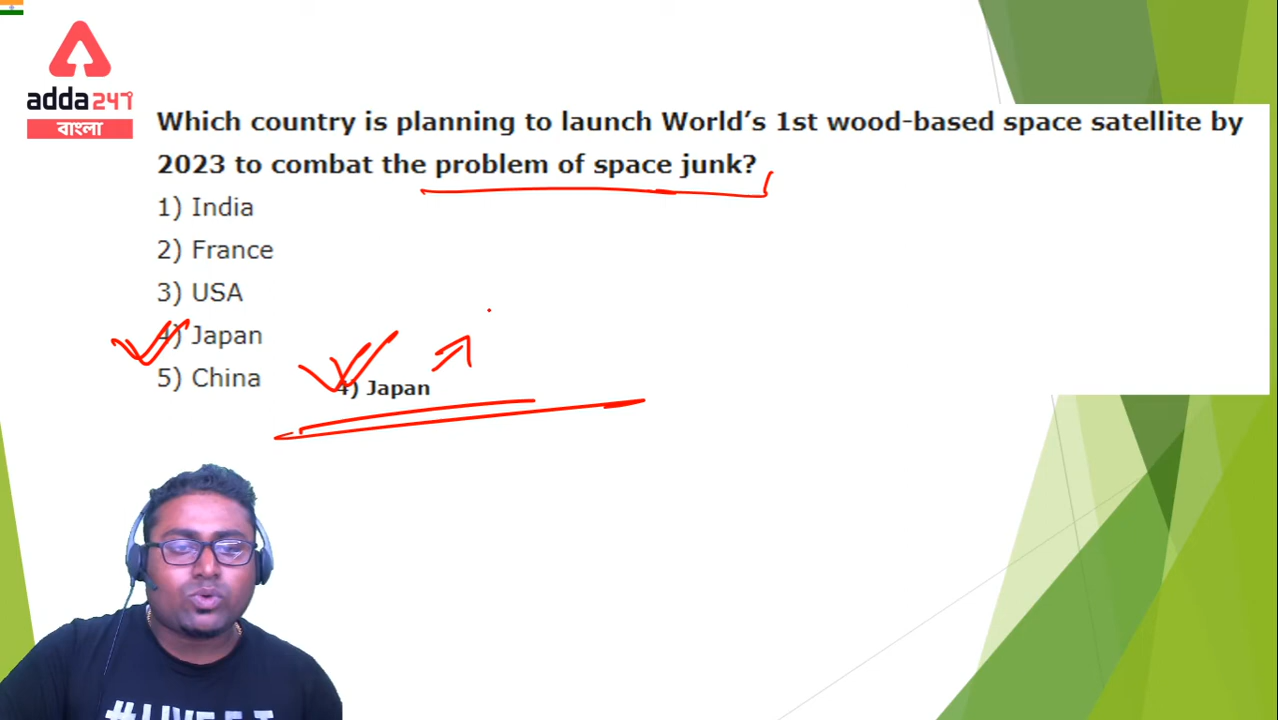 adda247
বাংলা
Which country is planning to launch World’s 1st wood-based space satellite by
2023 to combat the problem of space junk?
1) India
2) France
3) USA
4) Japan
5) China
4) Japan